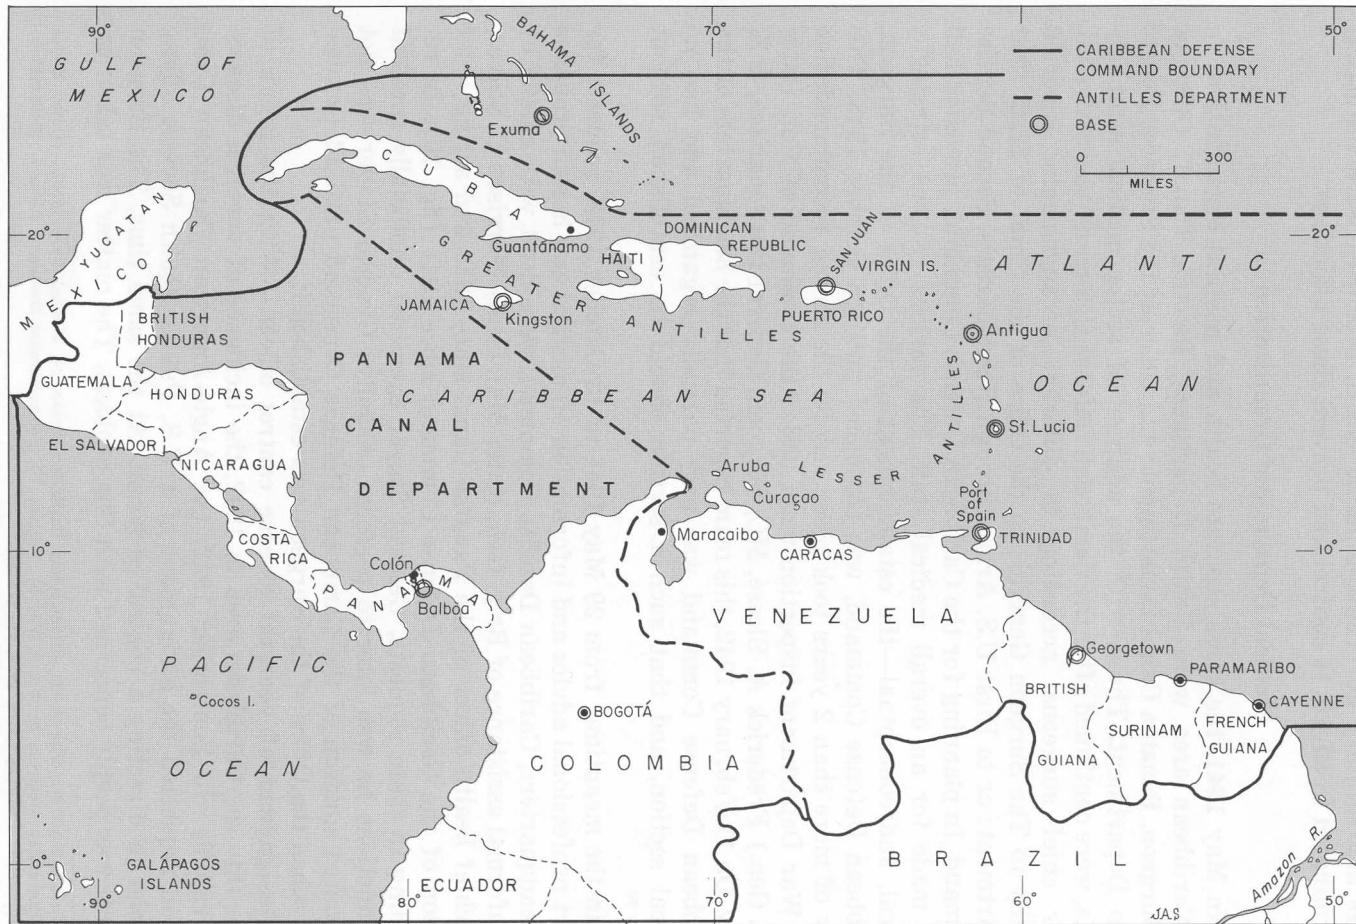 90°
70°
50°
GULF OF
MEXICO
BAHAMA
ISLANDS
CARIBBEAN DEFENSE
COMMAND BOUNDARY
ANTILLES DEPARTMENT
BASE
0 300
MILES
Exuma
CUBA
YUCATAN
MEXICO
20°
Guantánamo
HAITI
DOMINICAN
REPUBLIC
SAN JUAN
VIRGIN IS.
ATLANTIC
20°
GREATER ANTILLES
JAMAICA
Kingston
PUERTO RICO
BRITISH
HONDURAS
Antigua
PANAMA
OCEAN
GUATEMALA
HONDURAS
CARIBBEAN SEA
CANAL
EL SALVADOR
St. Lucia
NICARAGUA
Aruba
LESSER ANTILLES
DEPARTMENT
Curaçao
Port
of
Spain
COSTA
RICA
Maracaibo
CARACAS
TRINIDAD
10°
10°
Colón
PANAMA
Balbóa
VENEZUELA
PACIFIC
Georgetown
PARAMARIBO
Cocos I.
BOGOTÁ
BRITISH
GUIANA
SURINAM
FRENCH
GUIANA
CAYENNE
OCEAN
COLOMBIA
0°
GALÁPAGOS
ISLANDS
ECUADOR
BRAZIL
Amazon R.
90°
80°
60°
J.A.S
50°